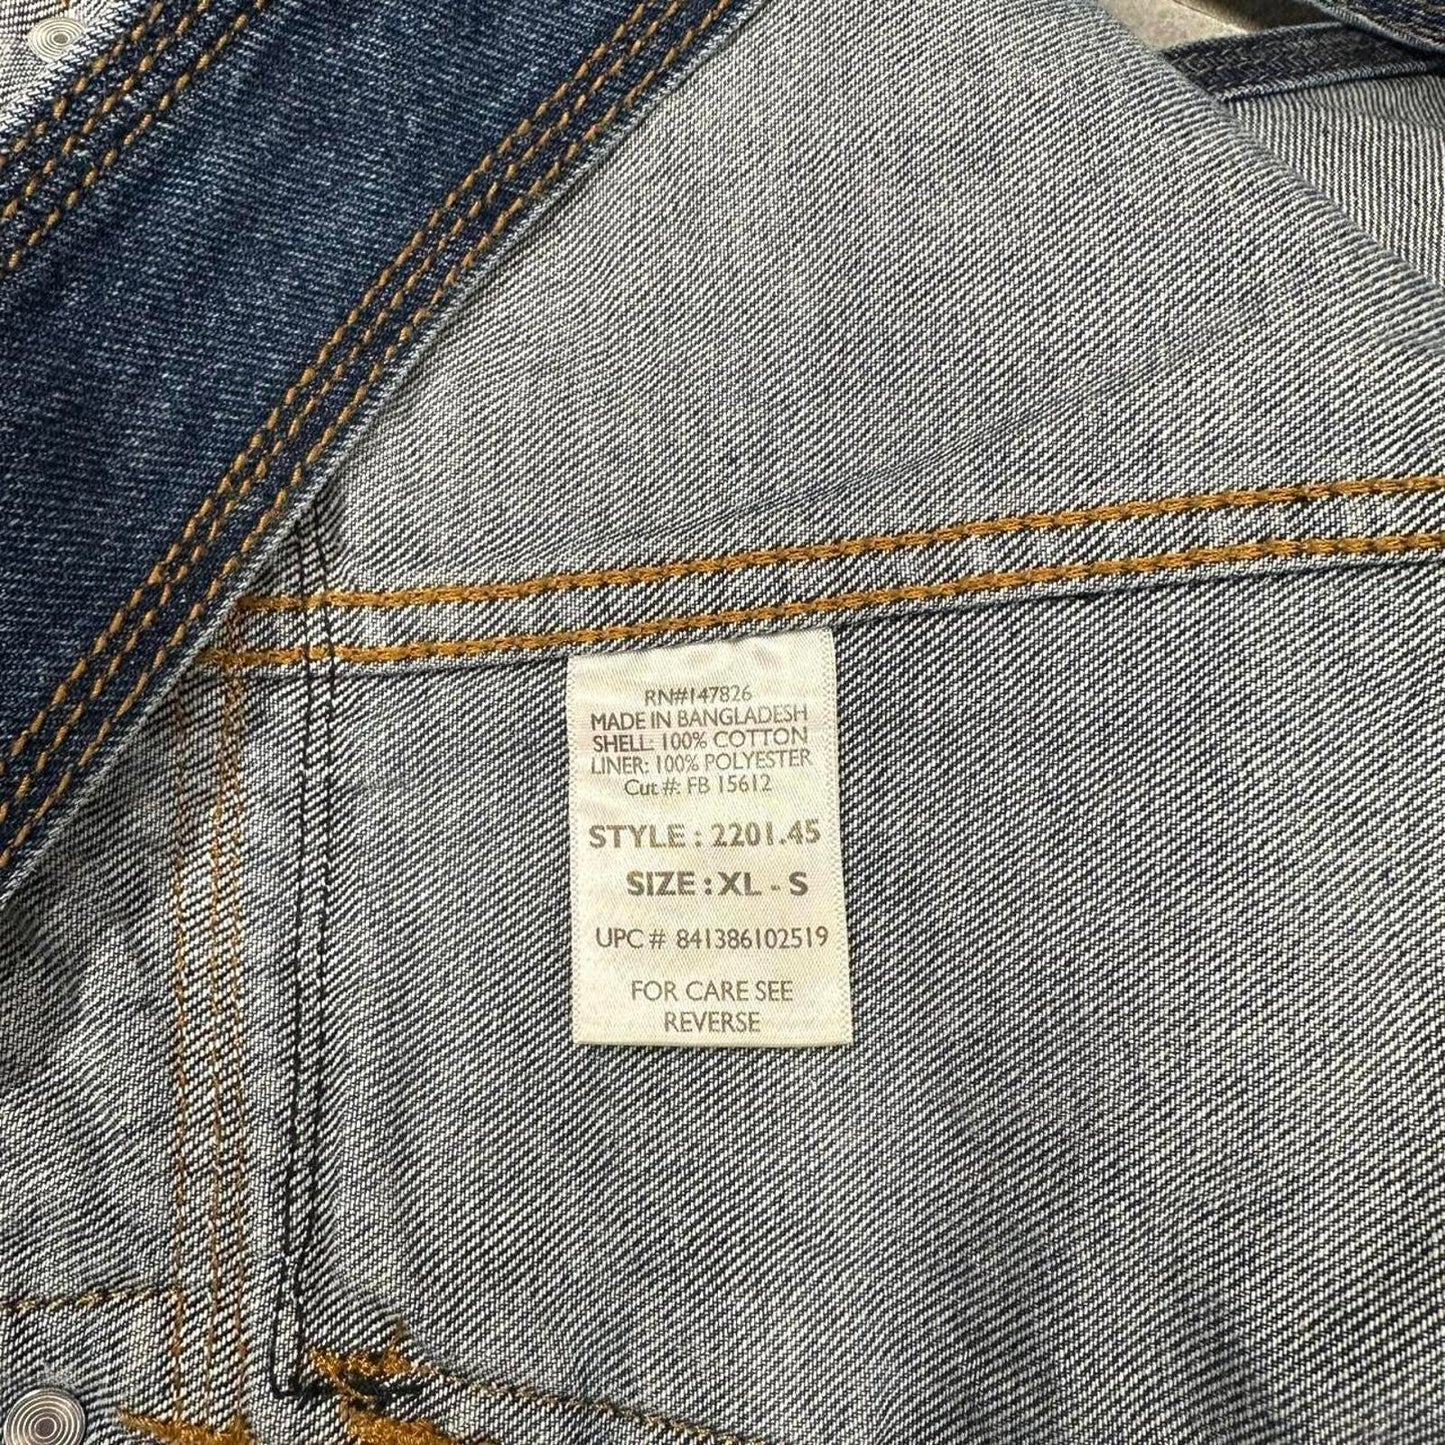 RN#147826
MADE IN BANGLADESH
SHELL: 100% COTTON
LINER: 100% POLYESTER
Cut #: FB 15612
STYLE : 2201.45
SIZE : XL - S
UPC # 841386102519
FOR CARE SEE
REVERSE